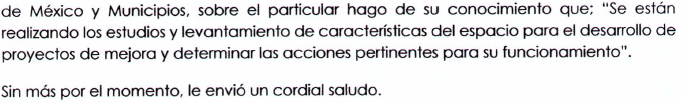 de México y Municipios, sobre el particular hago de su conocimiento que; “Se están
realizando los estudios y levantamiento de características del espacio para el desarrollo de
proyectos de mejora y determinar las acciones pertinentes para su funcionamiento”.
Sin más por el momento, le envió un cordial saludo.